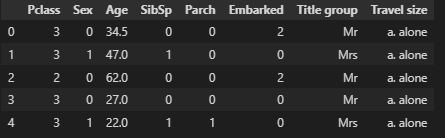 Pclass Sex Age SibSp Parch Embarked Title group Travel size
0 3 0 34.5 0 0 2 Mr a. alone
1 3 1 47.0 1 0 0 Mrs a. alone
2 2 0 62.0 0 0 2 Mr a. alone
3 3 0 27.0 0 0 0 Mr a. alone
4 3 1 22.0 1 1 0 Mrs a. alone